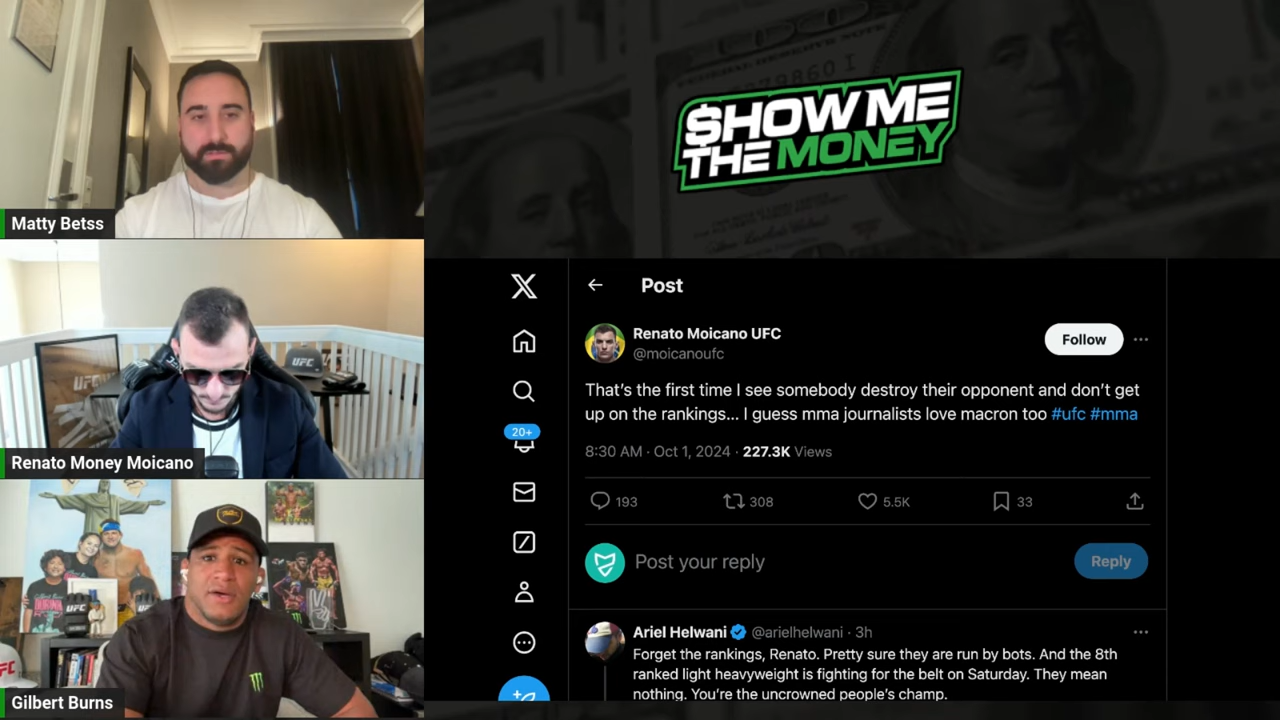 $HOW ME
THE MONEY
Matty Betss
UFC
UFC
Renato Money Moicano
UFC
UFC
Gilbert Burns
Post
Renato Moicano UFC
@moicanoufc
Follow
That's the first time I see somebody destroy their opponent and don't get
up on the rankings... I guess mma journalists love macron too #ufc #mma
8:30 AM · Oct 1, 2024 · 227.3K Views
193
308
5.5K
33
20+
Post your reply
Reply
Ariel Helwani @arielhelwani · 3h
Forget the rankings, Renato. Pretty sure they are run by bots. And the 8th
ranked light heavyweight is fighting for the belt on Saturday. They mean
nothing. You're the uncrowned people's champ.